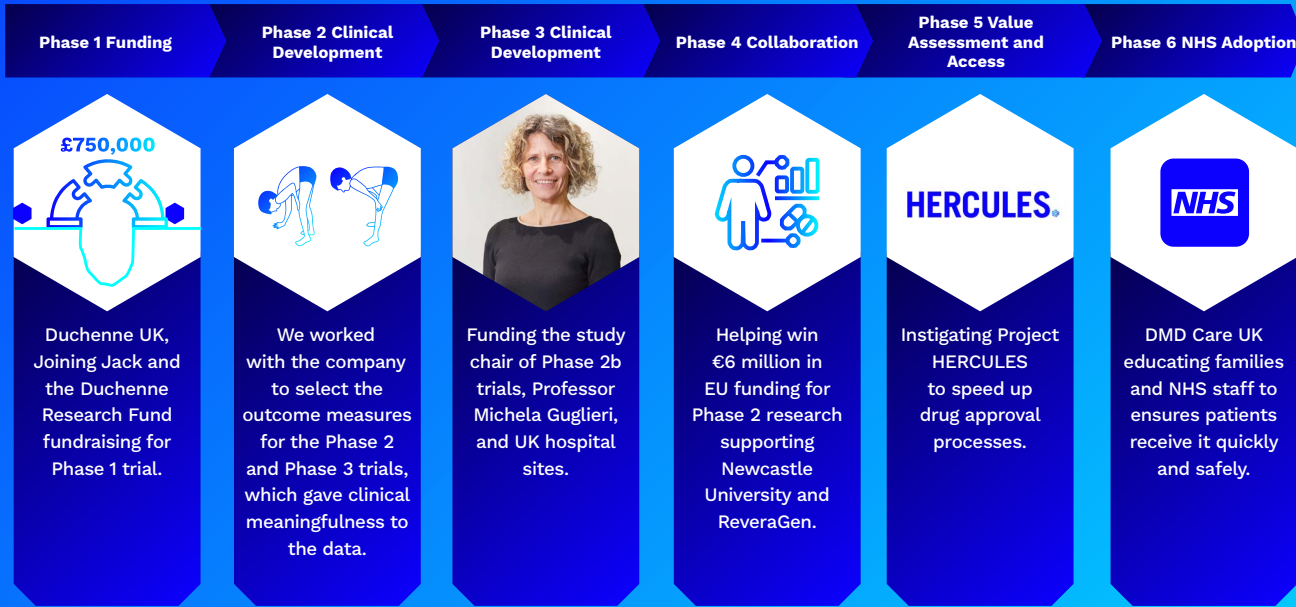 Phase 1 Funding
Phase 2 Clinical
Development
Phase 3 Clinical
Development
Phase 4 Collaboration
Phase 5 Value
Assessment and
Access
Phase 6 NHS Adoption
£750,000
Duchenne UK,
Joining Jack and
the Duchenne
Research Fund
fundraising for
Phase 1 trial.
We worked
with the company
to select the
outcome measures
for the Phase 2
and Phase 3 trials,
which gave clinical
meaningfulness to
the data.
Funding the study
chair of Phase 2b
trials, Professor
Michela Guglieri,
and UK hospital
sites.
Helping win
€6 million in
EU funding for
Phase 2 research
supporting
Newcastle
University and
ReveraGen.
HERCULES
Instigating Project
HERCULES
to speed up
drug approval
processes.
NHS
DMD Care UK
educating families
and NHS staff to
ensures patients
receive it quickly
and safely.